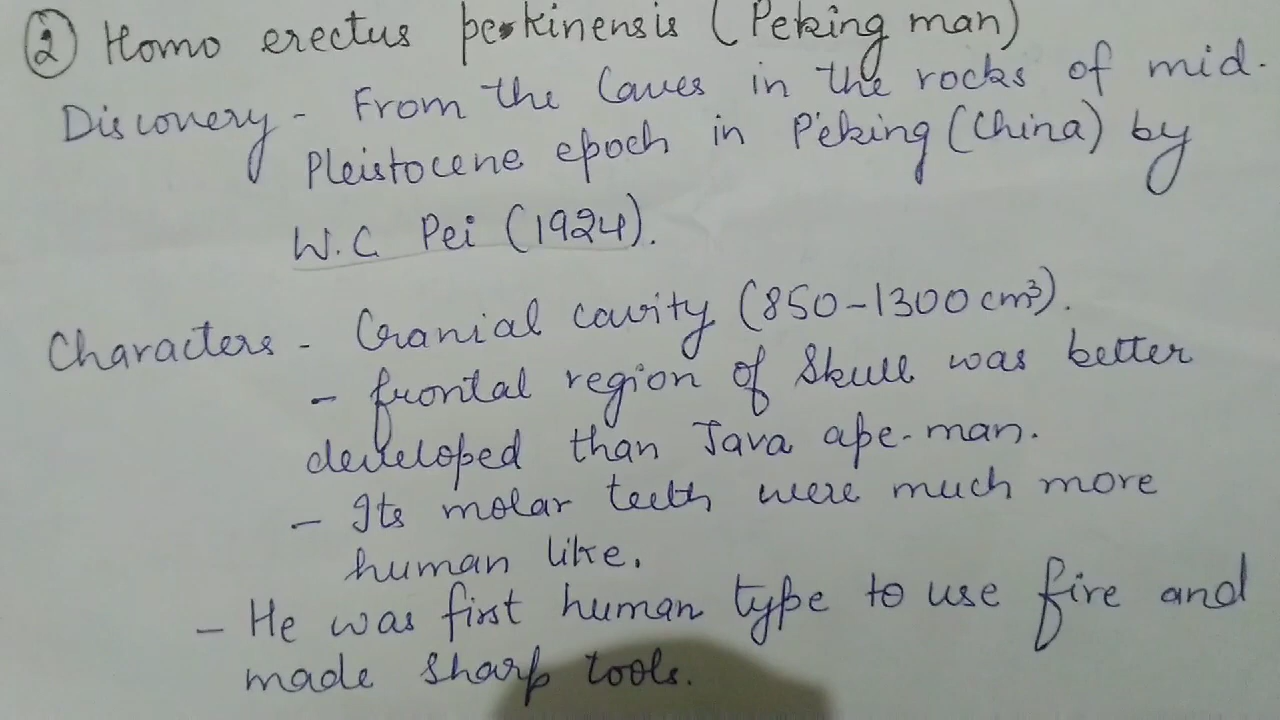 ② Homo erectus pekinensis (Peking man)
Discovery - From the Caves in the rocks of mid.
Pleistocene epoch in Peking (China) by
W.C Pei (1924).
Characters - Cranial cavity (850-1300 cm³).
- frontal region of Skull was better
developed than Java ape-man.
- Its molar teeth were much more
human like.
- He was first human type to use fire and
made sharp tools.